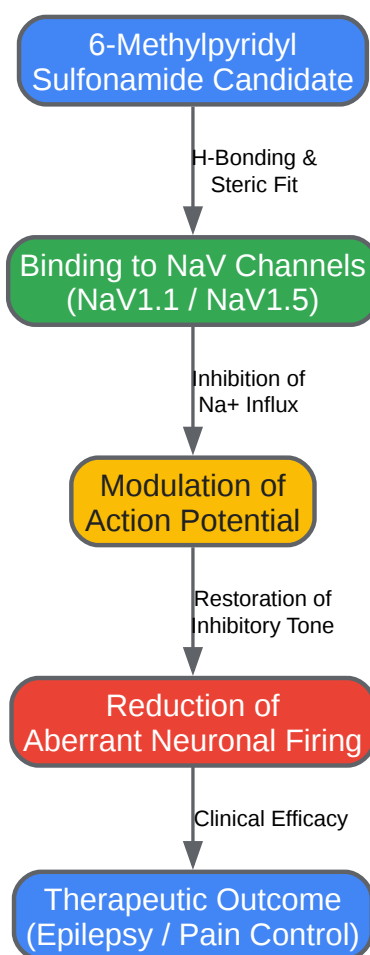 6-Methylpyridyl
Sulfonamide Candidate
H-Bonding &
Steric Fit
Binding to NaV Channels
(NaV1.1 / NaV1.5)
Inhibition of
Na+ Influx
Modulation of
Action Potential
Restoration of
Inhibitory Tone
Reduction of
Aberrant Neuronal Firing
Clinical Efficacy
Therapeutic Outcome
(Epilepsy / Pain Control)